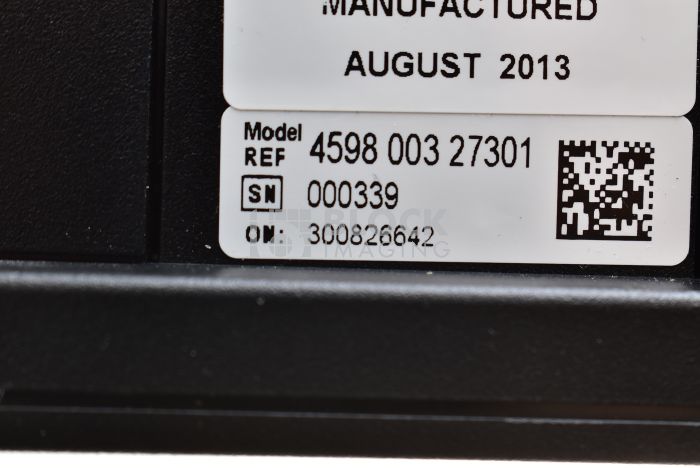 MANUFACTURED
AUGUST 2013
Model
REF 4598 003 27301
SN 000339
ON: 300826642
BLOCK
IMAGING